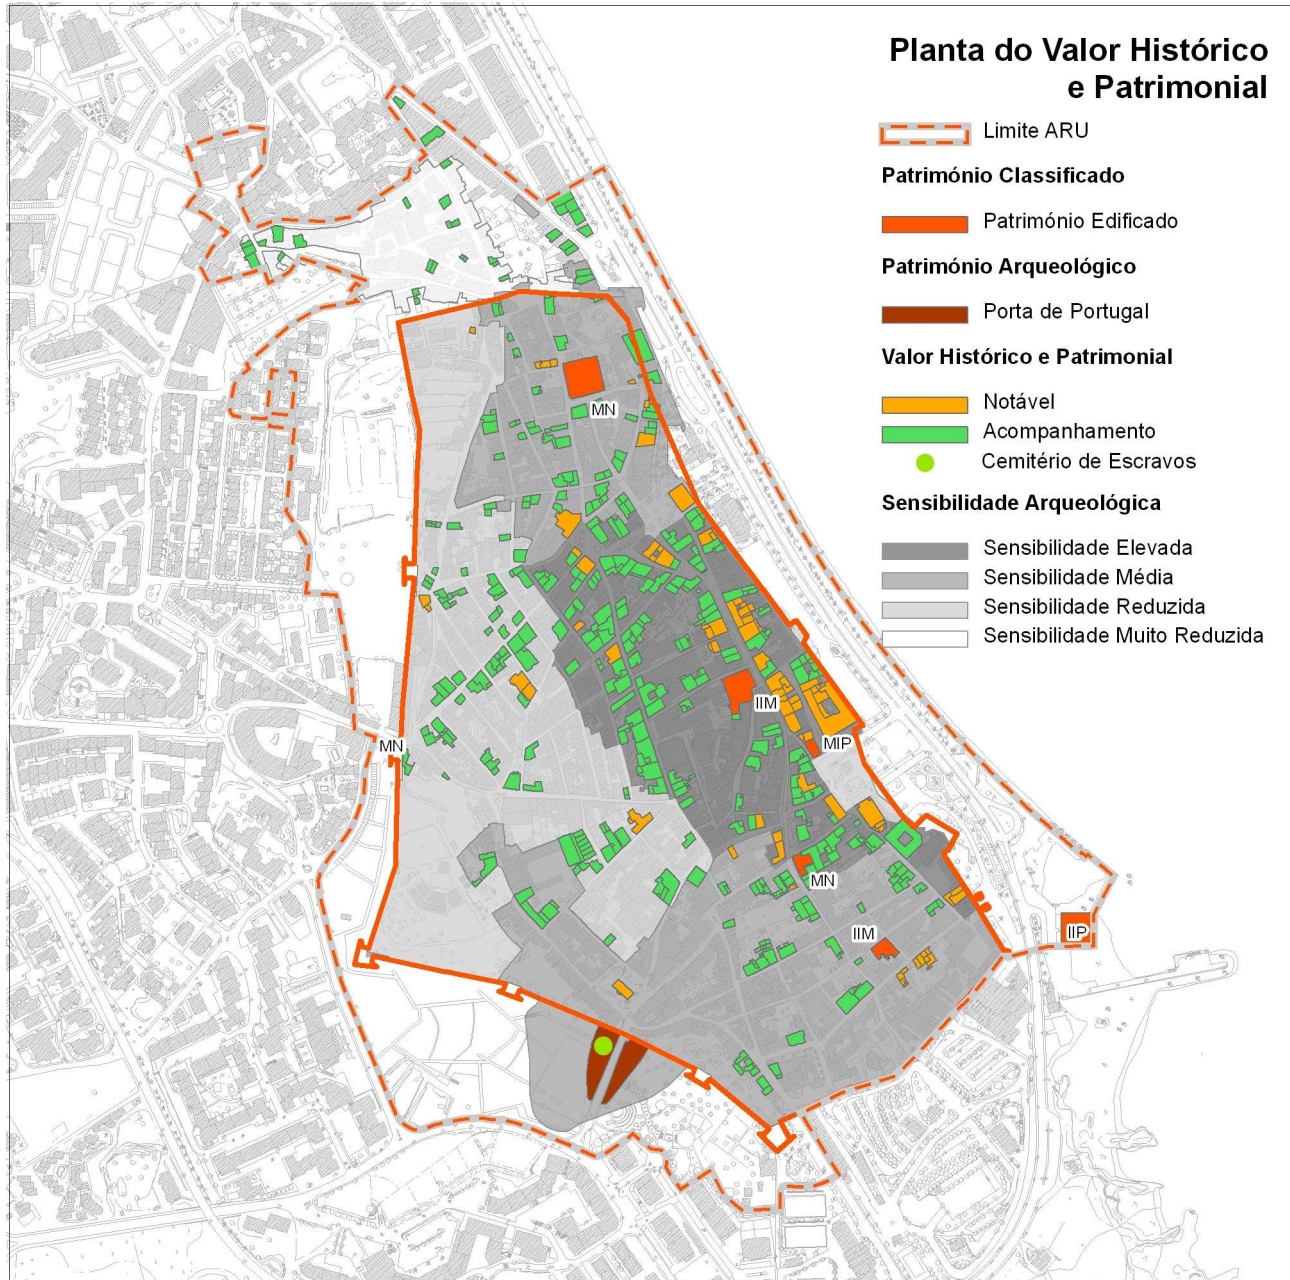 Planta do Valor Histórico
e Patrimonial
Limite ARU
Património Classificado
Património Edificado
Património Arqueológico
Porta de Portugal
Valor Histórico e Patrimonial
Notável
Acompanhamento
Cemitério de Escravos
Sensibilidade Arqueológica
Sensibilidade Elevada
Sensibilidade Média
Sensibilidade Reduzida
Sensibilidade Muito Reduzida
MN
IIM
MN
MIP
MN
IIM
IIP